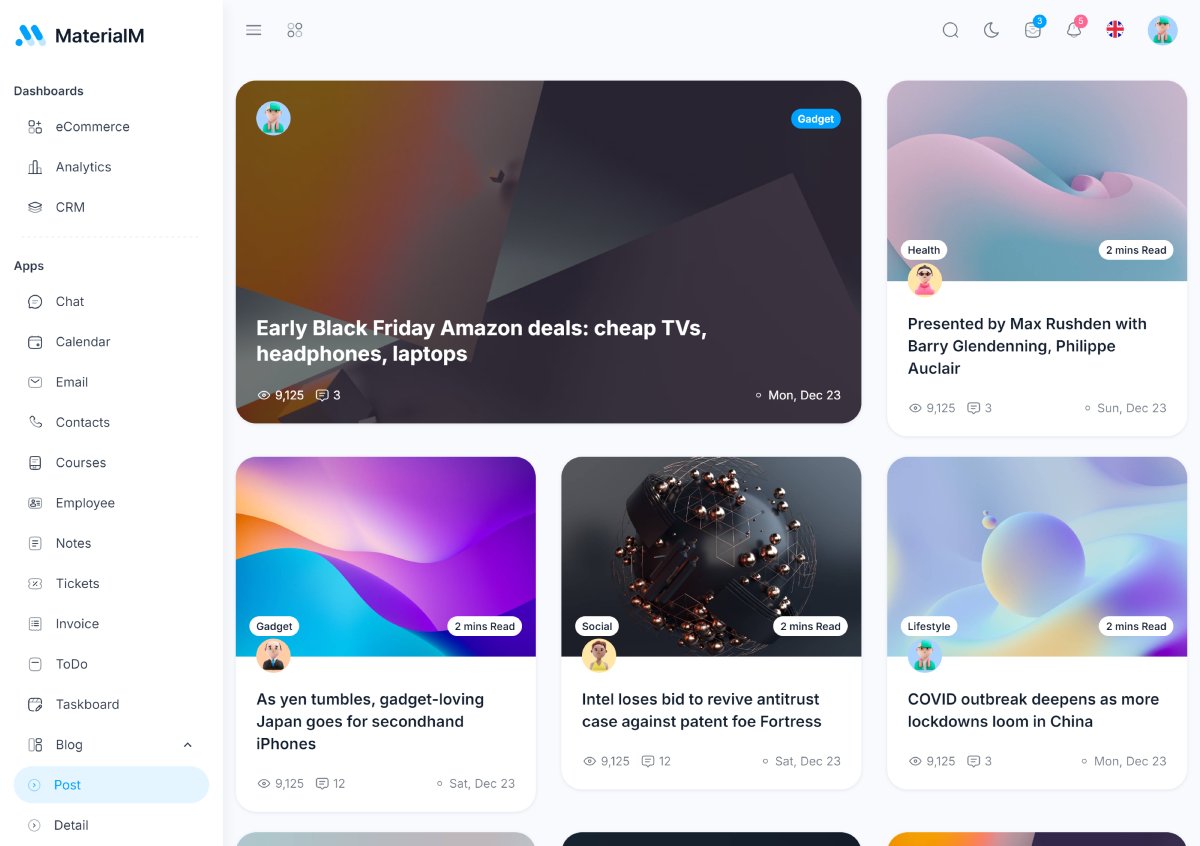 MaterialM
3
5
Dashboards
eCommerce
Analytics
CRM
Apps
Chat
Calendar
Email
Contacts
Courses
Employee
Notes
Tickets
Invoice
ToDo
Taskboard
Blog
Post
Detail
Gadget
Early Black Friday Amazon deals: cheap TVs,
headphones, laptops
9,125 3 Mon, Dec 23
Health 2 mins Read
Presented by Max Rushden with
Barry Glendenning, Philippe
Auclair
9,125 3 Sun, Dec 23
Gadget 2 mins Read
As yen tumbles, gadget-loving
Japan goes for secondhand
iPhones
9,125 12 Sat, Dec 23
Social 2 mins Read
Intel loses bid to revive antitrust
case against patent foe Fortress
9,125 12 Sat, Dec 23
Lifestyle 2 mins Read
COVID outbreak deepens as more
lockdowns loom in China
9,125 3 Mon, Dec 23